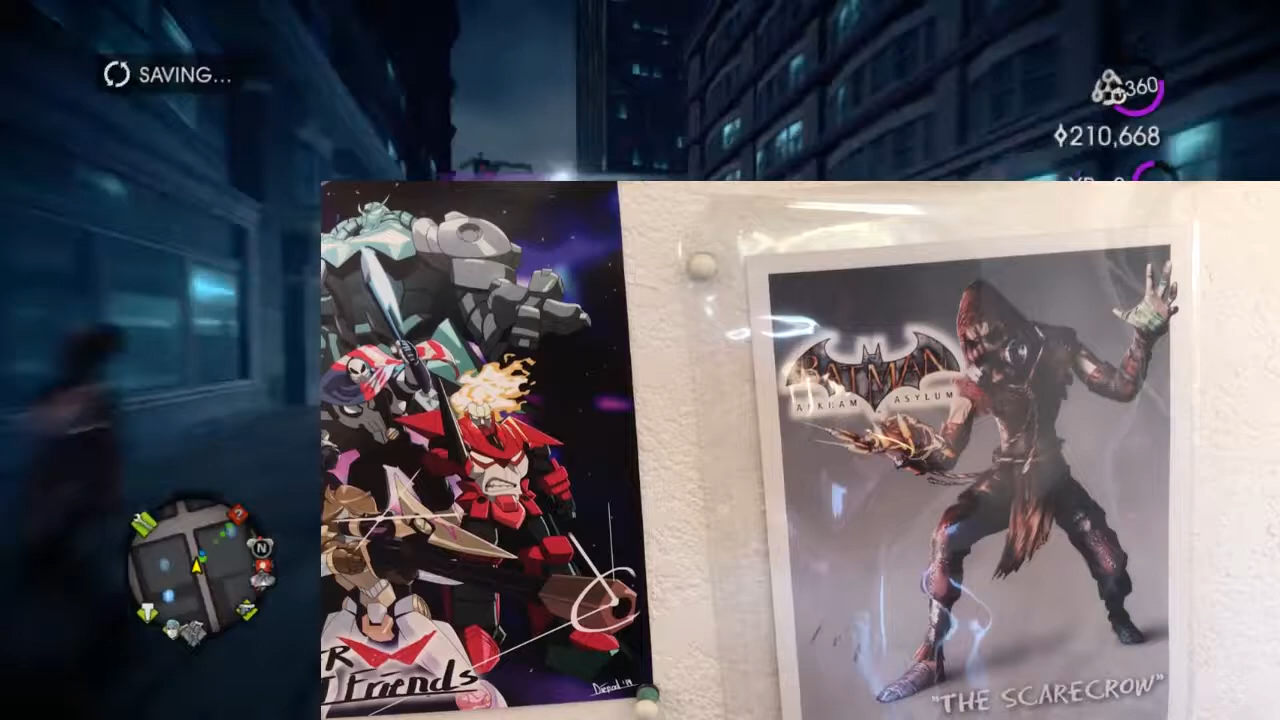 SAVING...
360
210,668
N
BATMAN
ARKHAM ASYLUM
R
Friends
"THE SCARECROW"